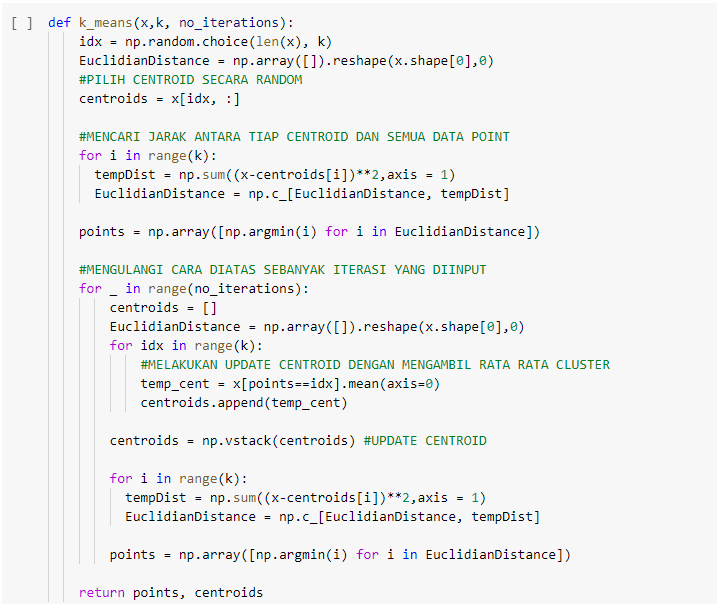 [ ] def k_means(x,k, no_iterations):
idx = np.random.choice(len(x), k)
EuclidianDistance = np.array([]).reshape(x.shape[0],0)
#PILIH CENTROID SECARA RANDOM
centroids = x[idx, :]
#MENCARI JARAK ANTARA TIAP CENTROID DAN SEMUA DATA POINT
for i in range(k):
tempDist = np.sum((x-centroids[i])**2,axis = 1)
EuclidianDistance = np.c_[EuclidianDistance, tempDist]
points = np.array([np.argmin(i) for i in EuclidianDistance])
#MENGULANGI CARA DIATAS SEBANYAK ITERASI YANG DIINPUT
for _ in range(no_iterations):
centroids = []
EuclidianDistance = np.array([]).reshape(x.shape[0],0)
for idx in range(k):
#MELAKUKAN UPDATE CENTROID DENGAN MENGAMBIL RATA RATA CLUSTER
temp_cent = x[points==idx].mean(axis=0)
centroids.append(temp_cent)
centroids = np.vstack(centroids) #UPDATE CENTROID
for i in range(k):
tempDist = np.sum((x-centroids[i])**2,axis = 1)
EuclidianDistance = np.c_[EuclidianDistance, tempDist]
points = np.array([np.argmin(i) for i in EuclidianDistance])
return points, centroids